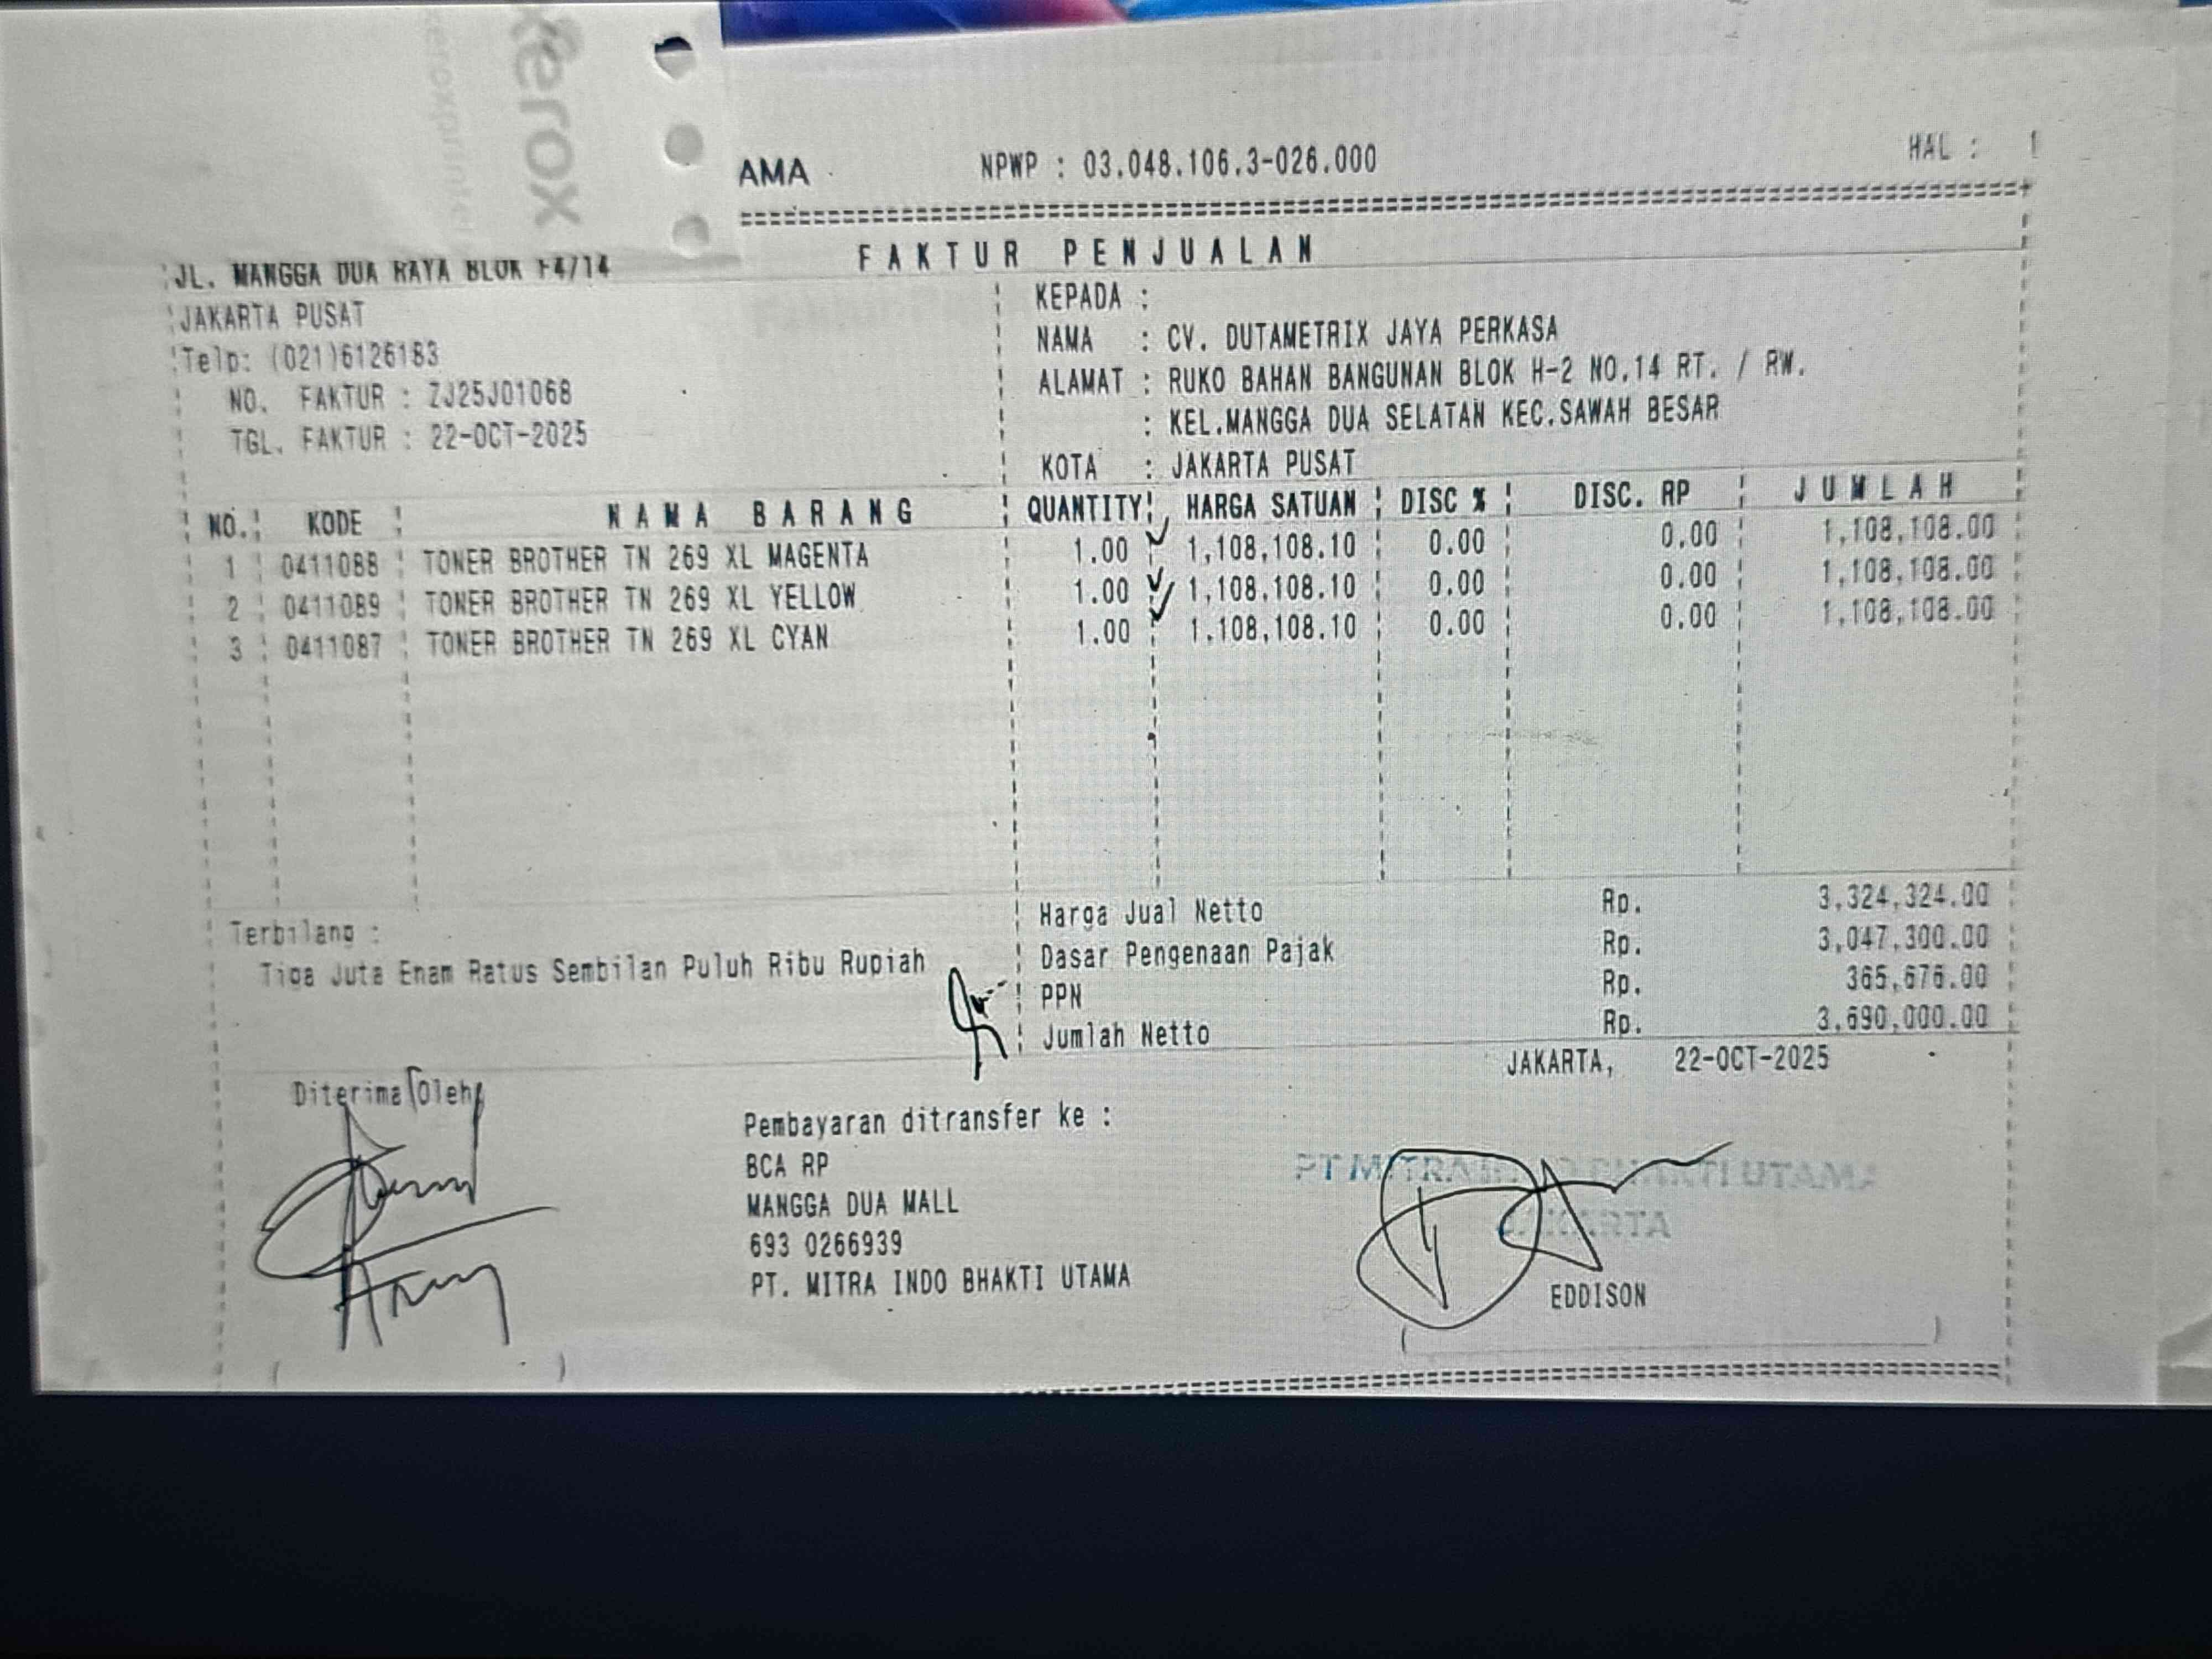 xerox
AMA NPWP : 03.048.106.3-026.000 HAL : 1
FAKTUR PENJUALAN
JL. MANGGA DUA RAYA BLOK F4/14
JAKARTA PUSAT
Telp: (021)6126183
NO. FAKTUR : ZJ25J01068
TGL. FAKTUR : 22-OCT-2025
KEPADA :
NAMA : CV. DUTAMETRIX JAYA PERKASA
ALAMAT : RUKO BAHAN BANGUNAN BLOK H-2 NO.14 RT. / RW.
: KEL.MANGGA DUA SELATAN KEC.SAWAH BESAR
KOTA : JAKARTA PUSAT
NO. KODE NAMA BARANG QUANTITY HARGA SATUAN DISC % DISC. RP JUMLAH
1 0411088 TONER BROTHER TN 269 XL MAGENTA 1.00 1,108,108.10 0.00 0.00 1,108,108.00
2 0411089 TONER BROTHER TN 269 XL YELLOW 1.00 1,108,108.10 0.00 0.00 1,108,108.00
3 0411087 TONER BROTHER TN 269 XL CYAN 1.00 1,108,108.10 0.00 0.00 1,108,108.00
Terbilang :
Tiga Juta Enam Ratus Sembilan Puluh Ribu Rupiah
Harga Jual Netto Rp. 3,324,324.00
Dasar Pengenaan Pajak Rp. 3,047,300.00
PPN Rp. 365,676.00
Jumlah Netto Rp. 3,690,000.00
JAKARTA, 22-OCT-2025
Diterima Oleh
Pembayaran ditransfer ke :
BCA RP
MANGGA DUA MALL
693 0266939
PT. MITRA INDO BHAKTI UTAMA
PT MITRA INDO BHAKTI UTAMA
JAKARTA
EDDISON